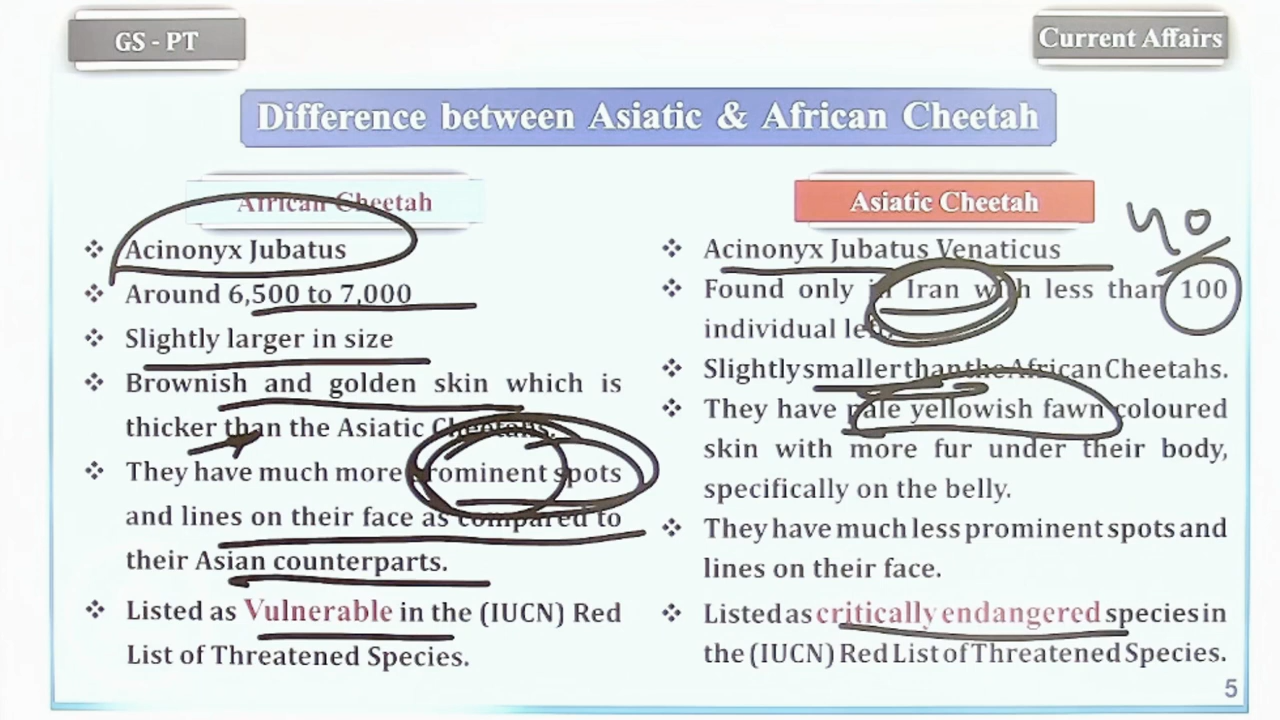 GS - PT
Current Affairs
Difference between Asiatic & African Cheetah
African Cheetah
❖ Acinonyx Jubatus
❖ Around 6,500 to 7,000
❖ Slightly larger in size
❖ Brownish and golden skin which is
thicker than the Asiatic Cheetahs.
❖ They have much more prominent spots
and lines on their face as compared to
their Asian counterparts.
❖ Listed as Vulnerable in the (IUCN) Red
List of Threatened Species.
Asiatic Cheetah
40
❖ Acinonyx Jubatus Venaticus
❖ Found only in Iran with less than 100
individual left.
❖ Slightly smaller than the African Cheetahs.
❖ They have pale yellowish fawn coloured
skin with more fur under their body,
specifically on the belly.
❖ They have much less prominent spots and
lines on their face.
❖ Listed as critically endangered species in
the (IUCN) Red List of Threatened Species.
5